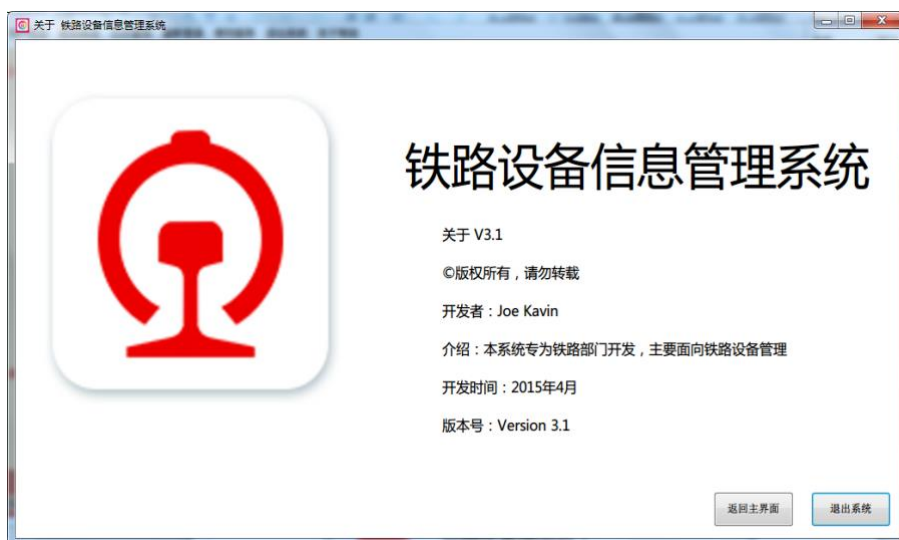 关于 铁路设备信息管理系统
铁路设备信息管理系统
关于 V3.1
©版权所有，请勿转载
开发者：Joe Kavin
介绍：本系统专为铁路部门开发，主要面向铁路设备管理
开发时间：2015年4月
版本号：Version 3.1
返回主界面
退出系统